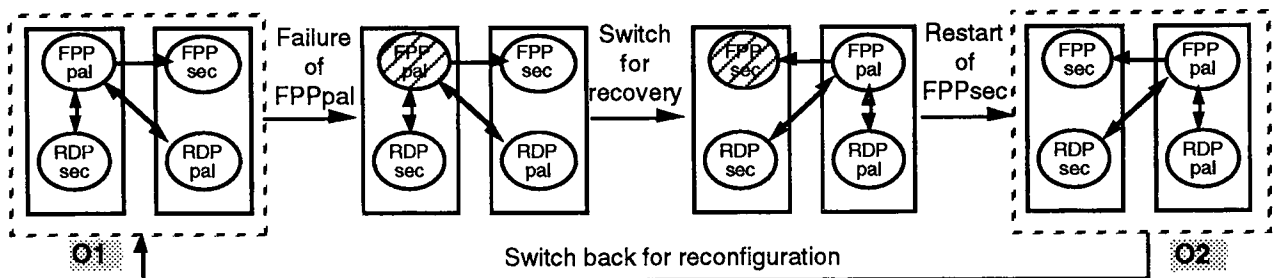 FPP
pal
FPP
sec
RDP
sec
RDP
pal
Failure
of
FPPpal
FPP
pal
FPP
sec
RDP
sec
RDP
pal
Switch
for
recovery
FPP
sec
FPP
pal
RDP
sec
RDP
pal
Restart
of
FPPsec
FPP
sec
FPP
pal
RDP
sec
RDP
pal
O1
Switch back for reconfiguration
O2